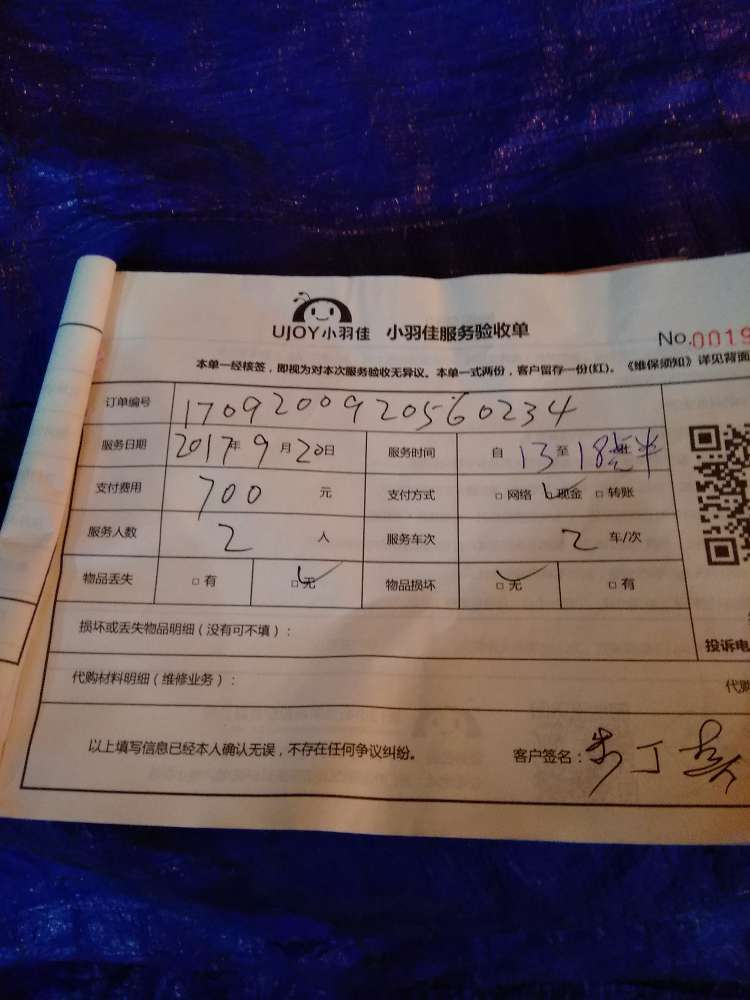 UJOY小羽佳 小羽佳服务验收单
No.0019
本单一经核签，即视为对本次服务验收无异议。本单一式两份，客户留存一份(红)。《维保须知》详见背面
订单编号 1709200920560234
服务日期 2017年9月20日 服务时间 自 13 至 18 半
支付费用 700 元 支付方式 □网络 □现金 □转账
服务人数 2 人 服务车次 2 车/次
物品丢失 □有 □无 物品损坏 □无 □有
损坏或丢失物品明细（没有可不填）：
投诉电
代购材料明细（维修业务）：
代购
以上填写信息已经本人确认无误，不存在任何争议纠纷。 客户签名：